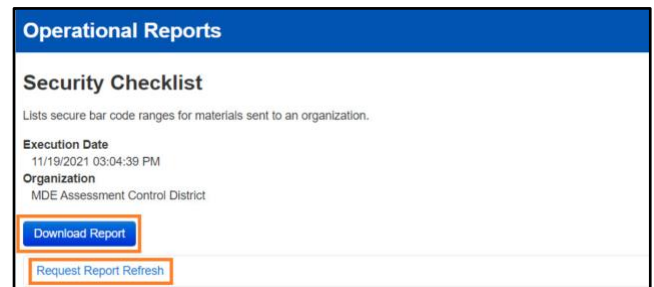 Operational Reports
Security Checklist
Lists secure bar code ranges for materials sent to an organization.
Execution Date
11/19/2021 03:04:39 PM
Organization
MDE Assessment Control District
Download Report
Request Report Refresh